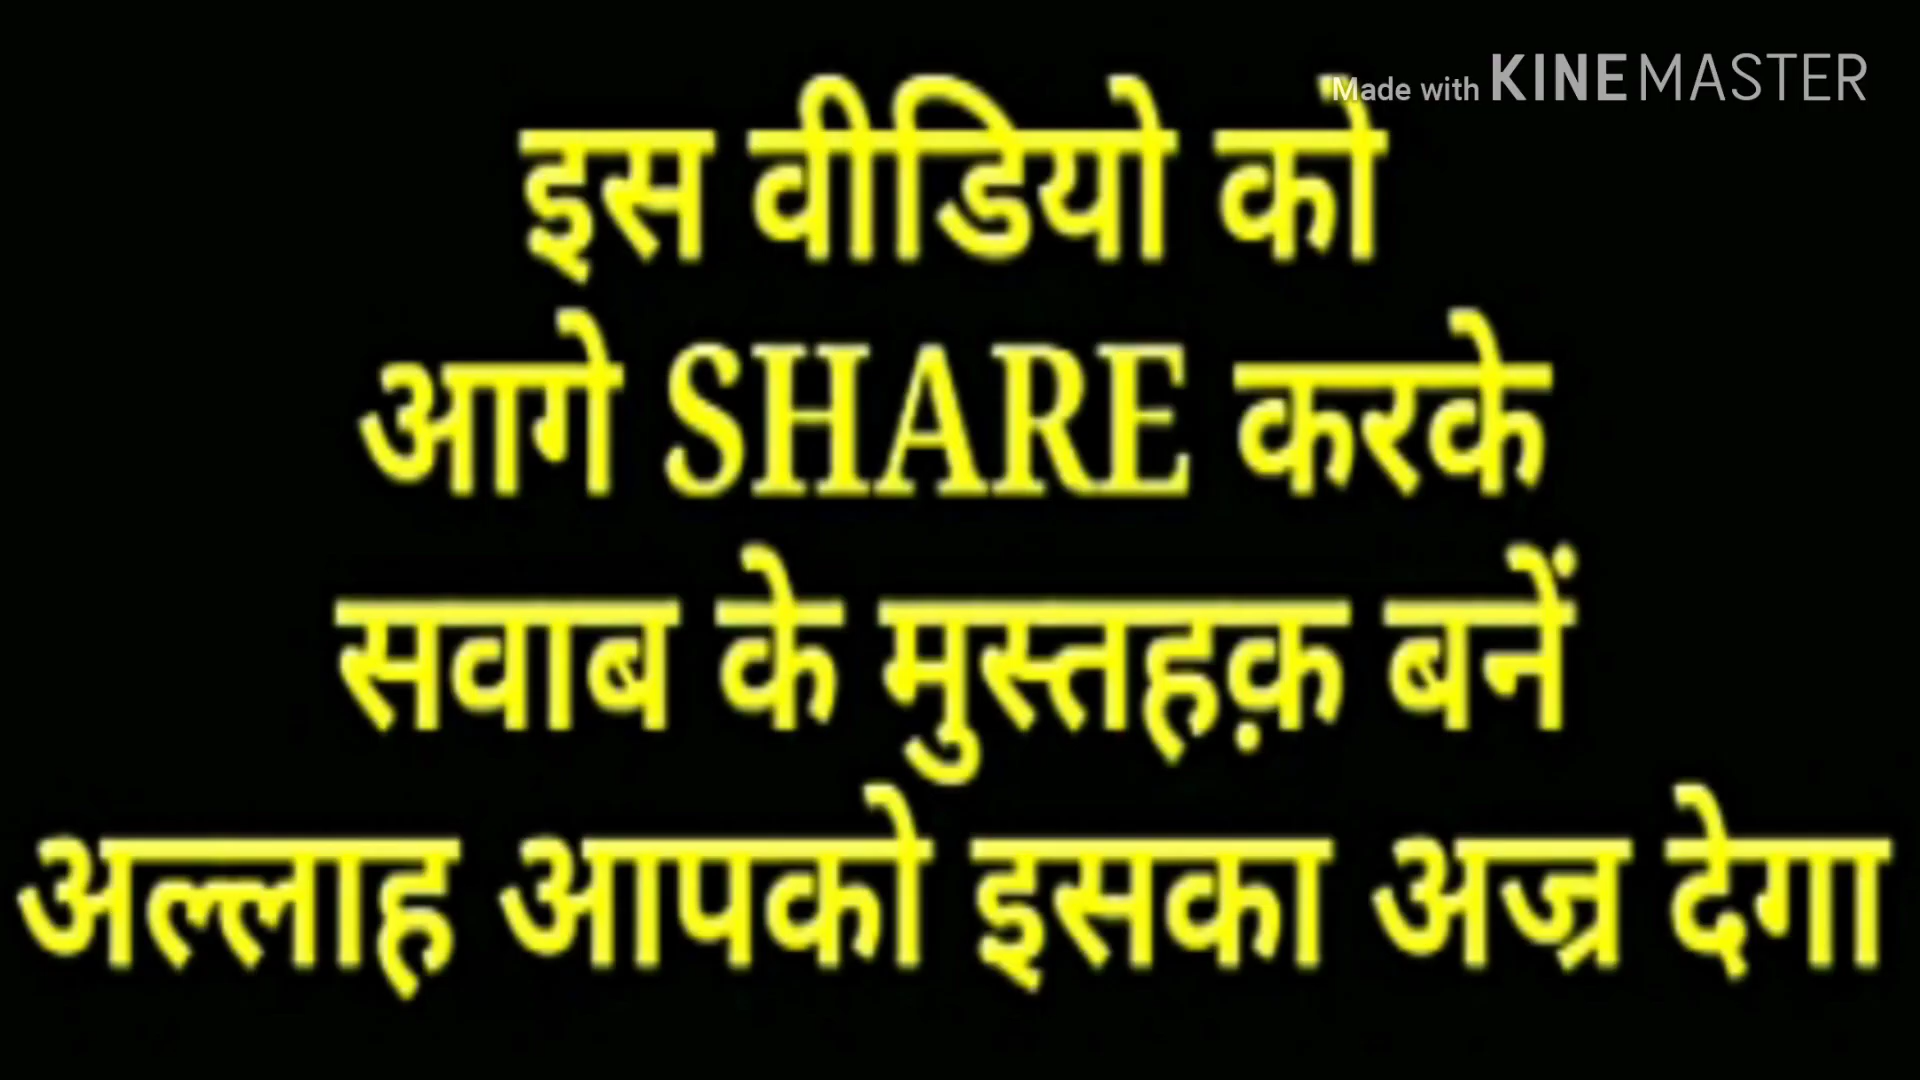 Made with KINEMASTER
इस वीडियो को
आगे SHARE करके
सवाब के मुस्तहक़ बनें
अल्लाह आपको इसका अज्र देगा